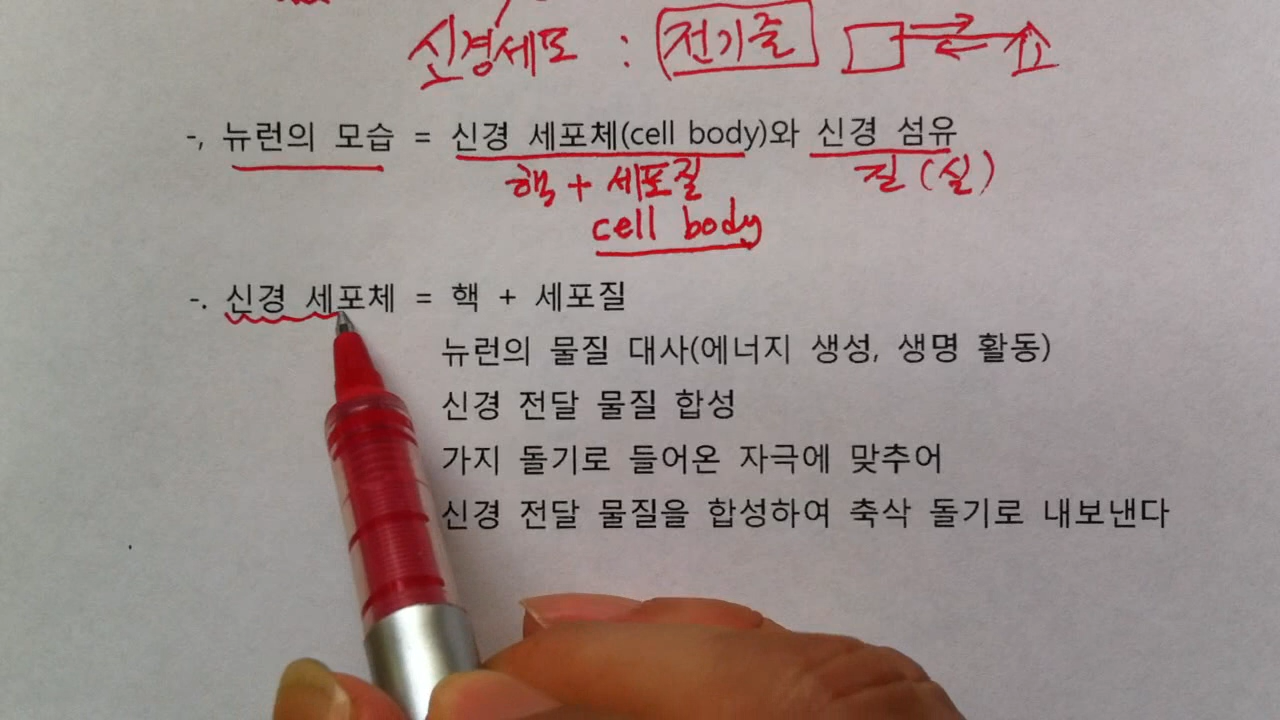 신경세포 : 전기줄
-, 뉴런의 모습 = 신경 세포체(cell body)와 신경 섬유
핵 + 세포질 질 (실)
cell body
-. 신경 세포체 = 핵 + 세포질
뉴런의 물질 대사(에너지 생성, 생명 활동)
신경 전달 물질 합성
가지 돌기로 들어온 자극에 맞추어
신경 전달 물질을 합성하여 축삭 돌기로 내보낸다